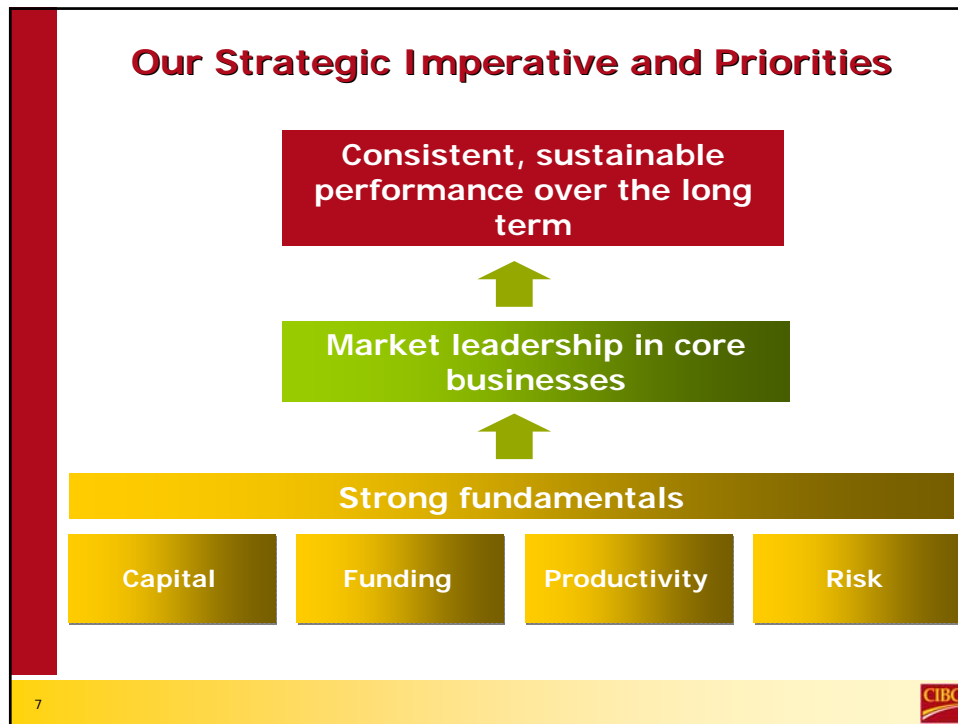 Our Strategic Imperative and Priorities
Consistent, sustainable
performance over the long
term
Market leadership in core
businesses
Strong fundamentals
Capital
Funding
Productivity
Risk
7
CIBC